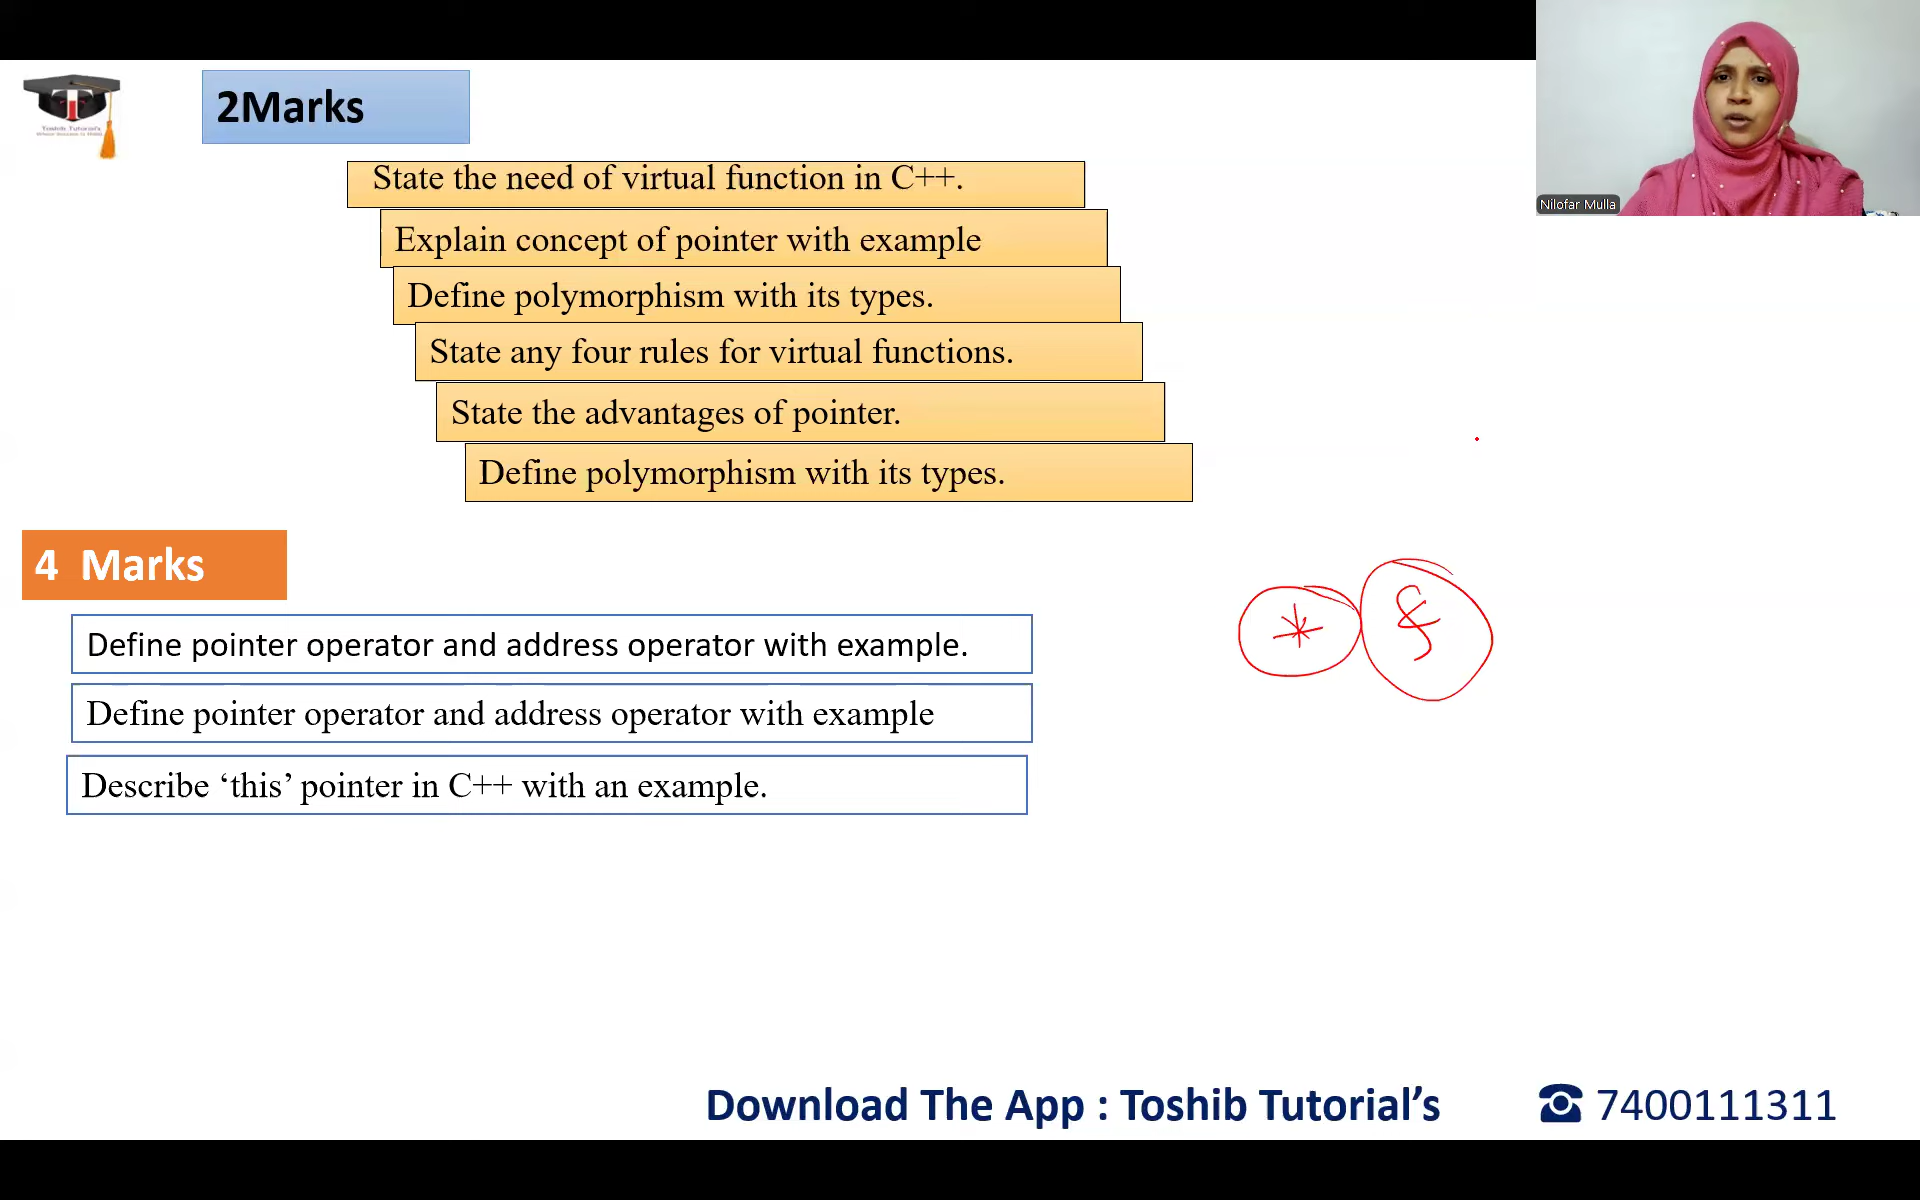 2Marks
Toshib Tutorial's
State the need of virtual function in C++.
Explain concept of pointer with example
Define polymorphism with its types.
State any four rules for virtual functions.
State the advantages of pointer.
Define polymorphism with its types.
Nilofar Mulla
4 Marks
Define pointer operator and address operator with example.
Define pointer operator and address operator with example
Describe ‘this’ pointer in C++ with an example.
*
Download The App : Toshib Tutorial’s
7400111311